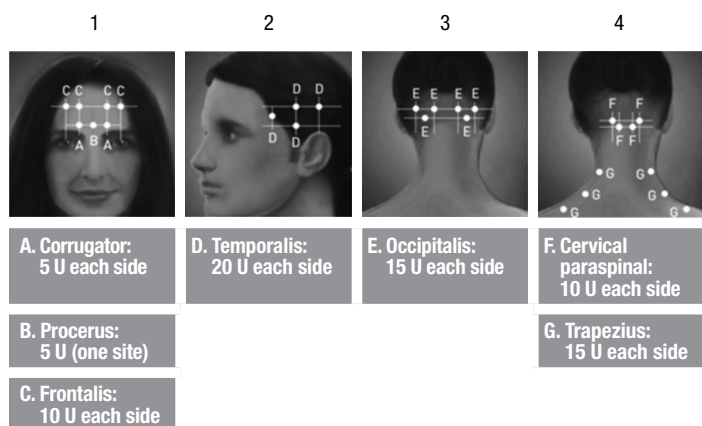 1 2 3 4
C C C C
A B A
D D
D D
E E E E
E E
F F
F F
G G
G G
G G
A. Corrugator:
5 U each side
B. Procerus:
5 U (one site)
C. Frontalis:
10 U each side
D. Temporalis:
20 U each side
E. Occipitalis:
15 U each side
F. Cervical
paraspinal:
10 U each side
G. Trapezius:
15 U each side